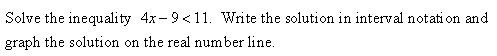 Solve the inequality 4x − 9 < 11. Write the solution in interval notation and
graph the solution on the real number line.